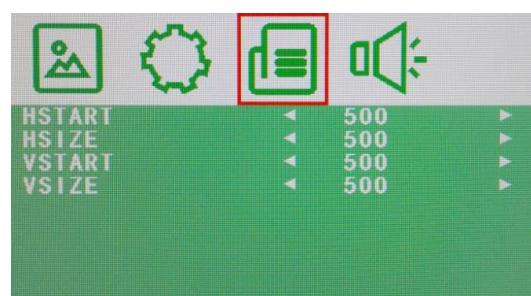 HSTART ◄ 500 ►
HSIZE ◄ 500 ►
VSTART ◄ 500 ►
VSIZE ◄ 500 ►